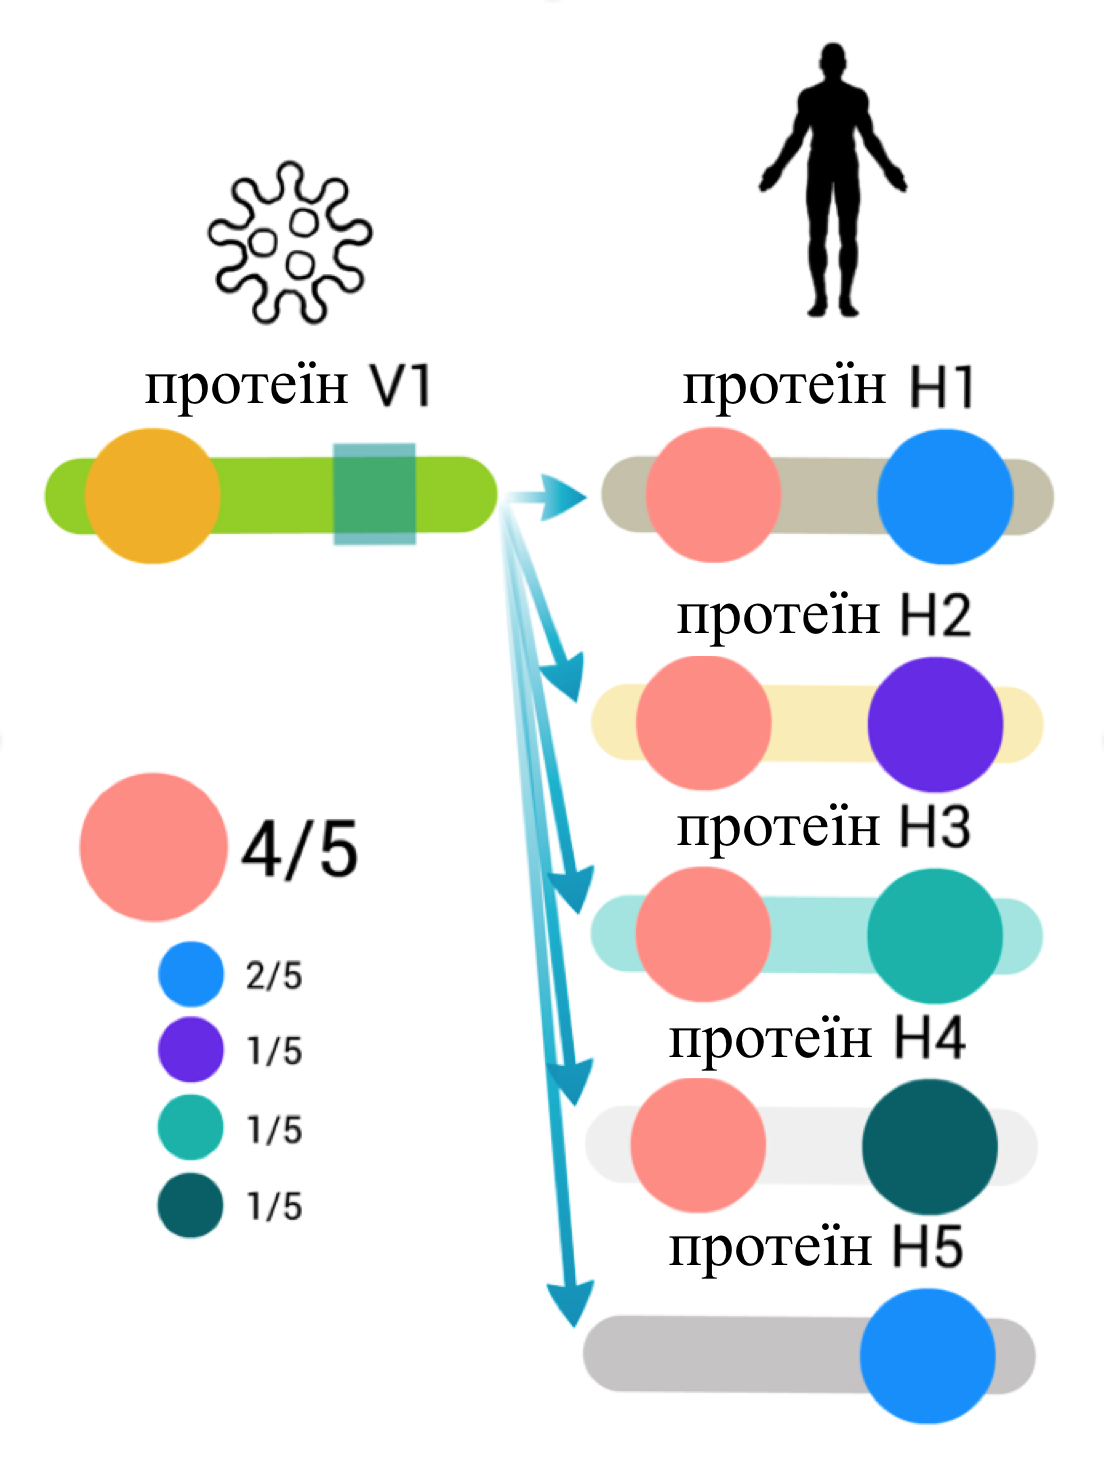 протеїн V1
протеїн H1
протеїн H2
протеїн H3
протеїн H4
протеїн H5
4/5
2/5
1/5
1/5
1/5